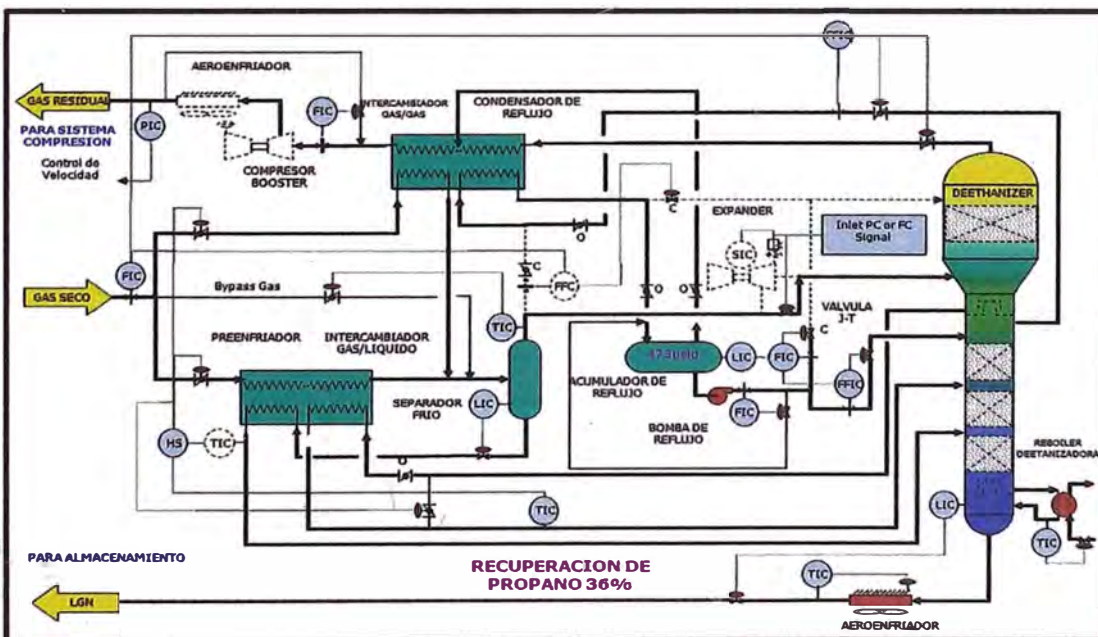 AEROENFRIADOR
GAS RESIDUAL
PARA SISTEMA
COMPRESION
Control de
Velocidad
PIC
FIC
INTERCAMBIADOR
GAS/GAS
CONDENSADOR DE
REFLUJO
COMPRESOR
BOOSTER
DEETHANIZER
EXPANDER
C
Inlet PC or FC
Signal
SIC
O
C
FIC
FFC
GAS SECO
Bypass Gas
TIC
O
O
VALVULA
J-T
C
PREENFRIADOR
INTERCAMBIADOR
GAS/LIQUIDO
LIC
FIC
ACUMULADOR DE
REFLUJO
FFIC
SEPARADOR
FRIO
LIC
FIC
BOMBA DE
REFLUJO
HS
TIC
O
REBOILER
DEETANIZADORA
TIC
LIC
TIC
PARA ALMACENAMIENTO
RECUPERACION DE
PROPANO 36%
TIC
LGN
AEROENFRIADOR